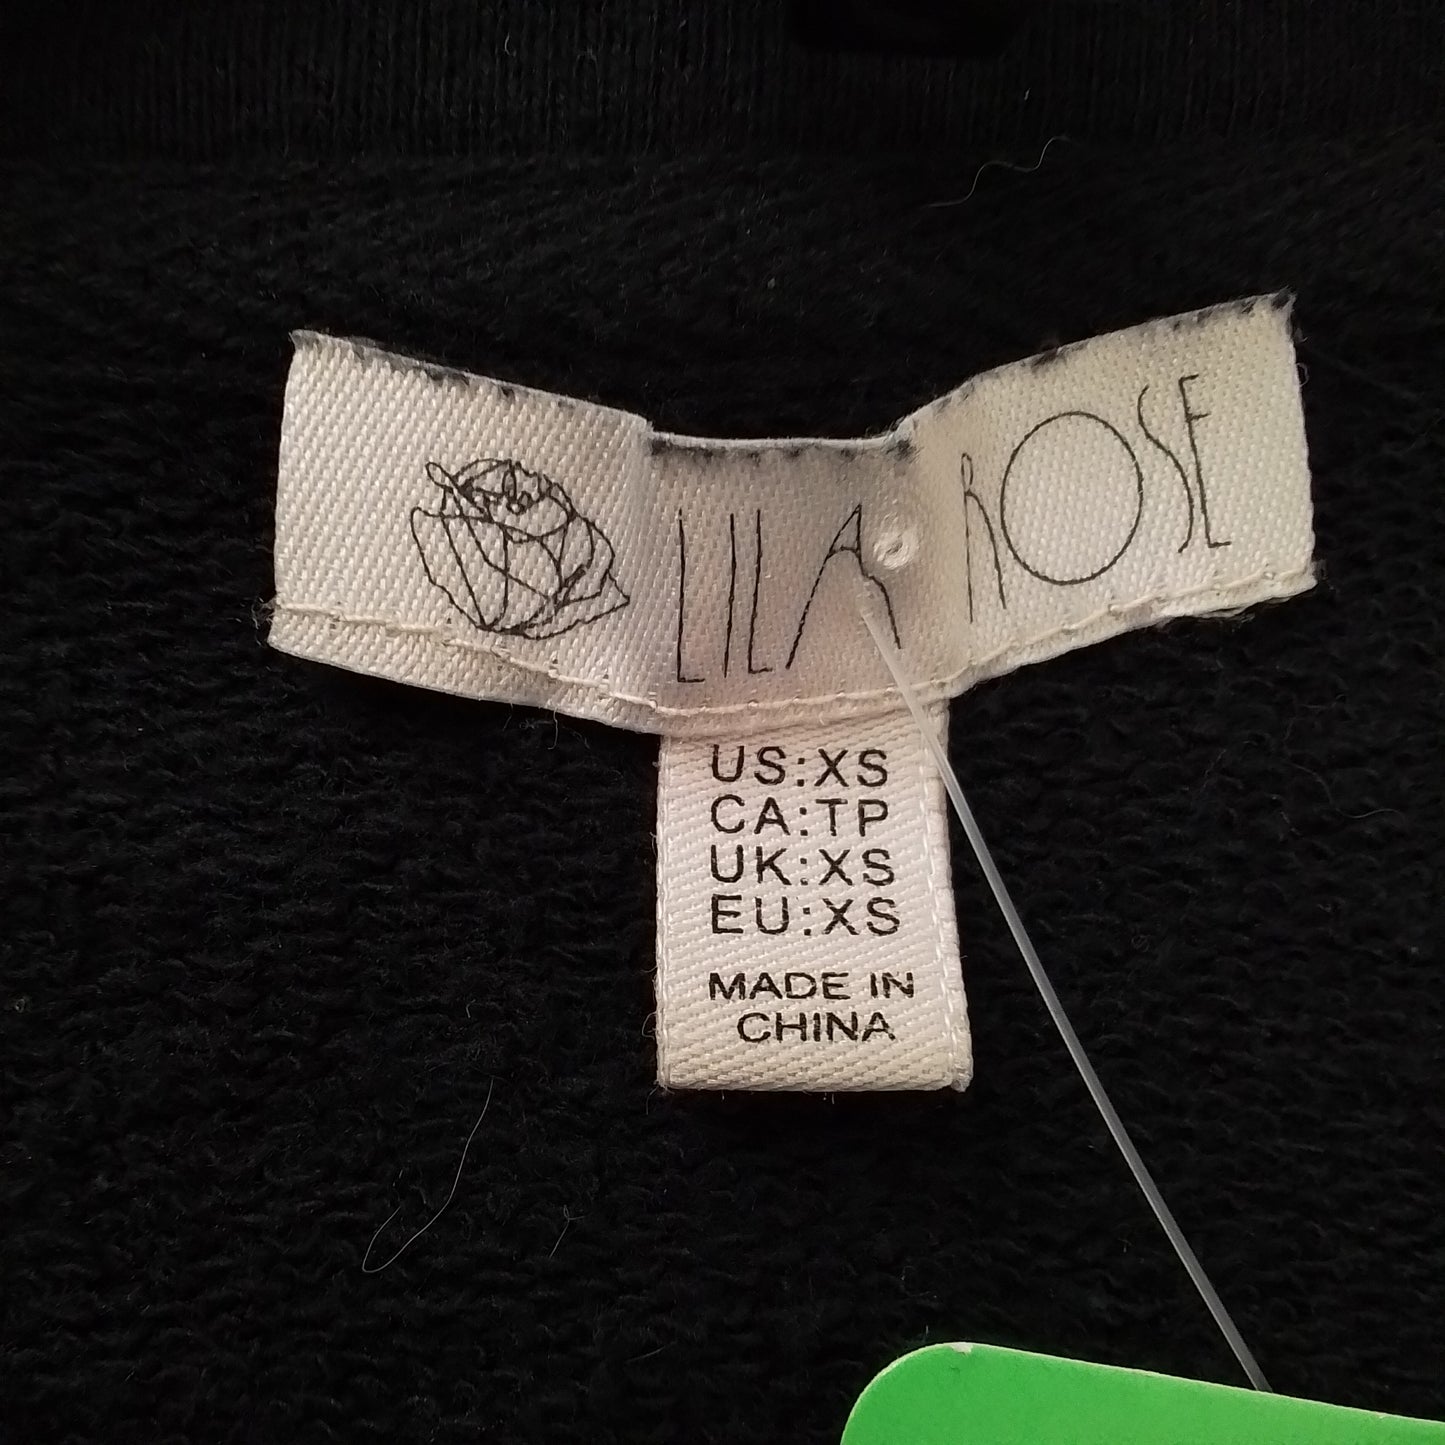 LILA ROSE
US:XS
CA:TP
UK:XS
EU:XS
MADE IN
CHINA